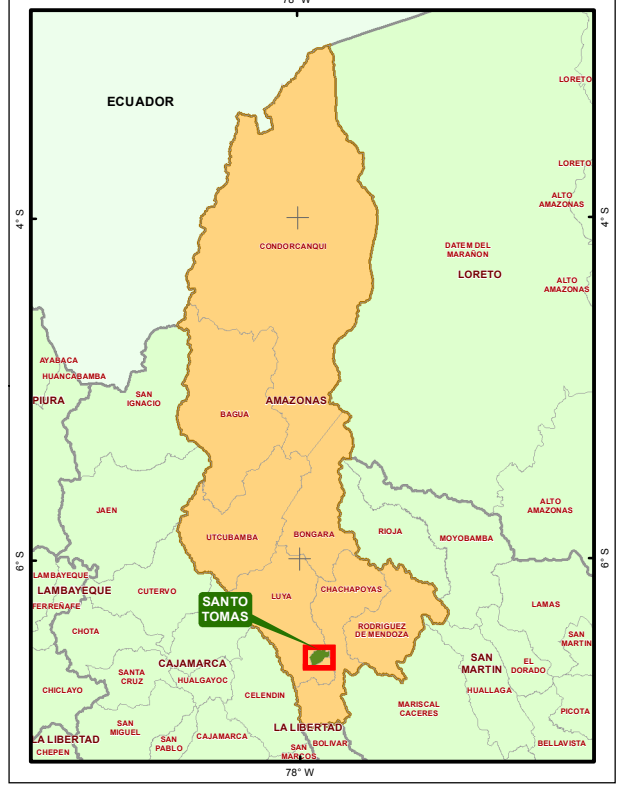 78° W
ECUADOR
LORETO
LORETO
ALTO
AMAZONAS
4° S
4° S
CONDORCANQUI
DATEM DEL
MARAÑON
LORETO
ALTO
AMAZONAS
AYABACA
HUANCABAMBA
PIURA
SAN
IGNACIO
AMAZONAS
BAGUA
JAEN
ALTO
AMAZONAS
UTCUBAMBA
BONGARA
RIOJA
MOYOBAMBA
6° S
6° S
LAMBAYEQUE
LAMBAYEQUE
FERREÑAFE
CUTERVO
LUYA
CHACHAPOYAS
LAMAS
SANTO
TOMAS
CHOTA
RODRIGUEZ
DE MENDOZA
SAN
MARTIN
CAJAMARCA
SANTA
CRUZ
HUALGAYOC
SAN
MARTIN
EL
DORADO
CHICLAYO
CELENDIN
HUALLAGA
MARISCAL
CACERES
PICOTA
SAN
MIGUEL
LA LIBERTAD
LA LIBERTAD
CHEPEN
SAN
PABLO
CAJAMARCA
SAN
MARCOS
BOLIVAR
BELLAVISTA
78° W